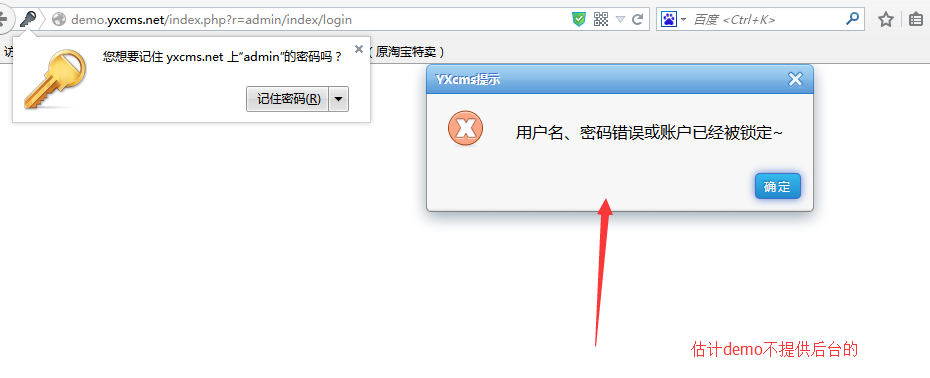 demo.yxcms.net/index.php?r=admin/index/login
百度 <Ctrl+K>
（原淘宝特卖）
您想要记住 yxcms.net 上“admin”的密码吗？
记住密码(R)
YXcms提示
用户名、密码错误或账户已经被锁定~
确定
估计demo不提供后台的